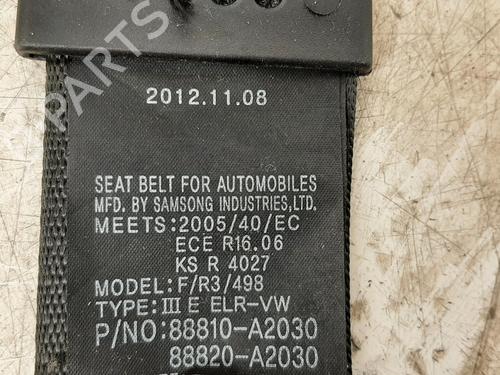 2012.11.08
SEAT BELT FOR AUTOMOBILES
MFD. BY SAMSONG INDUSTRIES,LTD.
MEETS:2005/40/EC
ECE R16.06
KS R 4027
MODEL:F/R3/498
TYPE:III E ELR-VW
P/NO:88810-A2030
88820-A2030